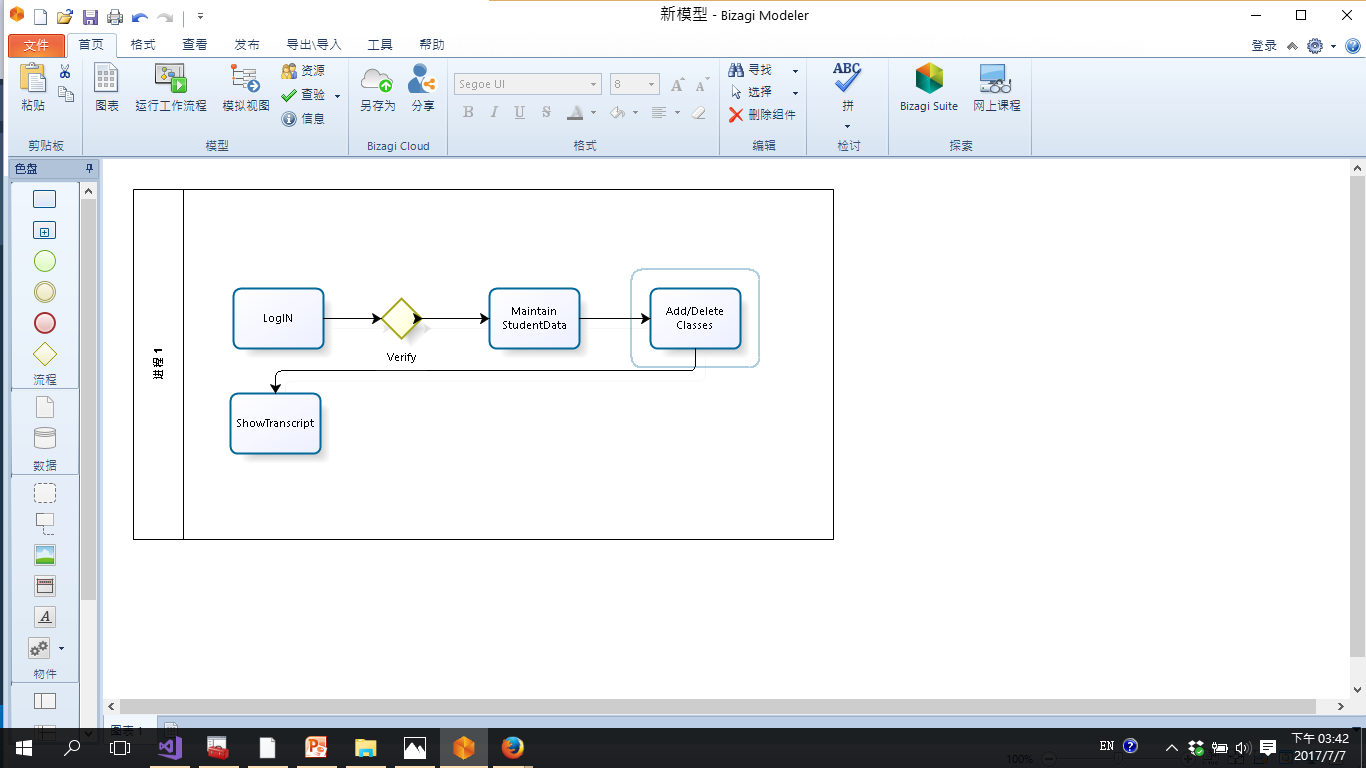 新模型 - Bizagi Modeler
文件 首页 格式 查看 发布 导出\导入 工具 帮助 登录
粘贴
剪贴板
图表
运行工作流程
模拟视图
资源
查验
信息
模型
另存为
分享
Bizagi Cloud
Segoe UI 8
B I U S A
格式
寻找
选择
删除组件
编辑
ABC
拼
检讨
Bizagi Suite
网上课程
探索
色盘
流程
数据
A
物件
进程 1
LogIN
Verify
Maintain
StudentData
Add/Delete
Classes
ShowTranscript
图表 1
100%
EN
下午 03:42
2017/7/7